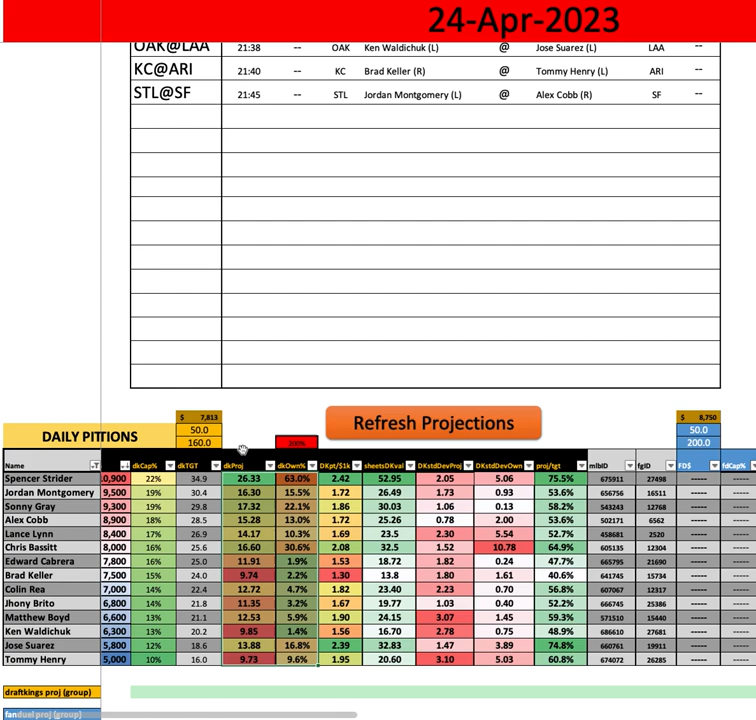 24-Apr-2023
OAK@LAA 21:38 -- OAK Ken Waldichuk (L) @ Jose Suarez (L) LAA --
KC@ARI 21:40 -- KC Brad Keller (R) @ Tommy Henry (L) ARI --
STL@SF 21:45 -- STL Jordan Montgomery (L) @ Alex Cobb (R) SF --
$ 7,813 $ 8,750
50.0 Refresh Projections 50.0
DAILY PITIONS 160.0 200% 200.0
Name dkCap% dkTGT dkProj dkOwn% DKpt/$1k sheetsDKval DKstdDevProj DKstdDevOwn proj/tgt mlbID fgID FD$ fdCap%
Spencer Strider 10,900 22% 34.9 26.33 63.0% 2.42 52.95 2.05 5.06 75.5% 675911 27498 -----
Jordan Montgomery 9,500 19% 30.4 16.30 15.5% 1.72 26.49 1.73 0.93 53.6% 656756 16511 -----
Sonny Gray 9,300 19% 29.8 17.32 22.1% 1.86 30.03 1.06 0.13 58.2% 543243 12768 -----
Alex Cobb 8,900 18% 28.5 15.28 13.0% 1.72 25.26 0.78 2.00 53.6% 502171 6562 -----
Lance Lynn 8,400 17% 26.9 14.17 10.3% 1.69 23.5 2.30 5.54 52.7% 458681 2520 -----
Chris Bassitt 8,000 16% 25.6 16.60 30.6% 2.08 32.5 1.52 10.78 64.9% 605135 12304 -----
Edward Cabrera 7,800 16% 25.0 11.91 1.9% 1.53 18.72 1.82 0.24 47.7% 665795 21690 -----
Brad Keller 7,500 15% 24.0 9.74 2.2% 1.30 13.8 1.80 1.61 40.6% 641745 15734 -----
Colin Rea 7,000 14% 22.4 12.72 4.7% 1.82 23.40 2.23 0.70 56.8% 607067 12317 -----
Jhony Brito 6,800 14% 21.8 11.35 3.2% 1.67 19.77 1.03 0.40 52.2% 666745 25386 -----
Matthew Boyd 6,600 13% 21.1 12.53 5.9% 1.90 24.15 3.07 1.45 59.3% 571510 15440 -----
Ken Waldichuk 6,300 13% 20.2 9.85 1.4% 1.56 16.70 2.78 0.75 48.9% 686610 27681 -----
Jose Suarez 5,800 12% 18.6 13.88 16.8% 2.39 32.83 1.47 3.89 74.8% 660761 19911 -----
Tommy Henry 5,000 10% 16.0 9.73 9.6% 1.95 20.60 3.10 5.03 60.8% 674072 26285 -----
draftkings proj (group)
fanduel proj (group)